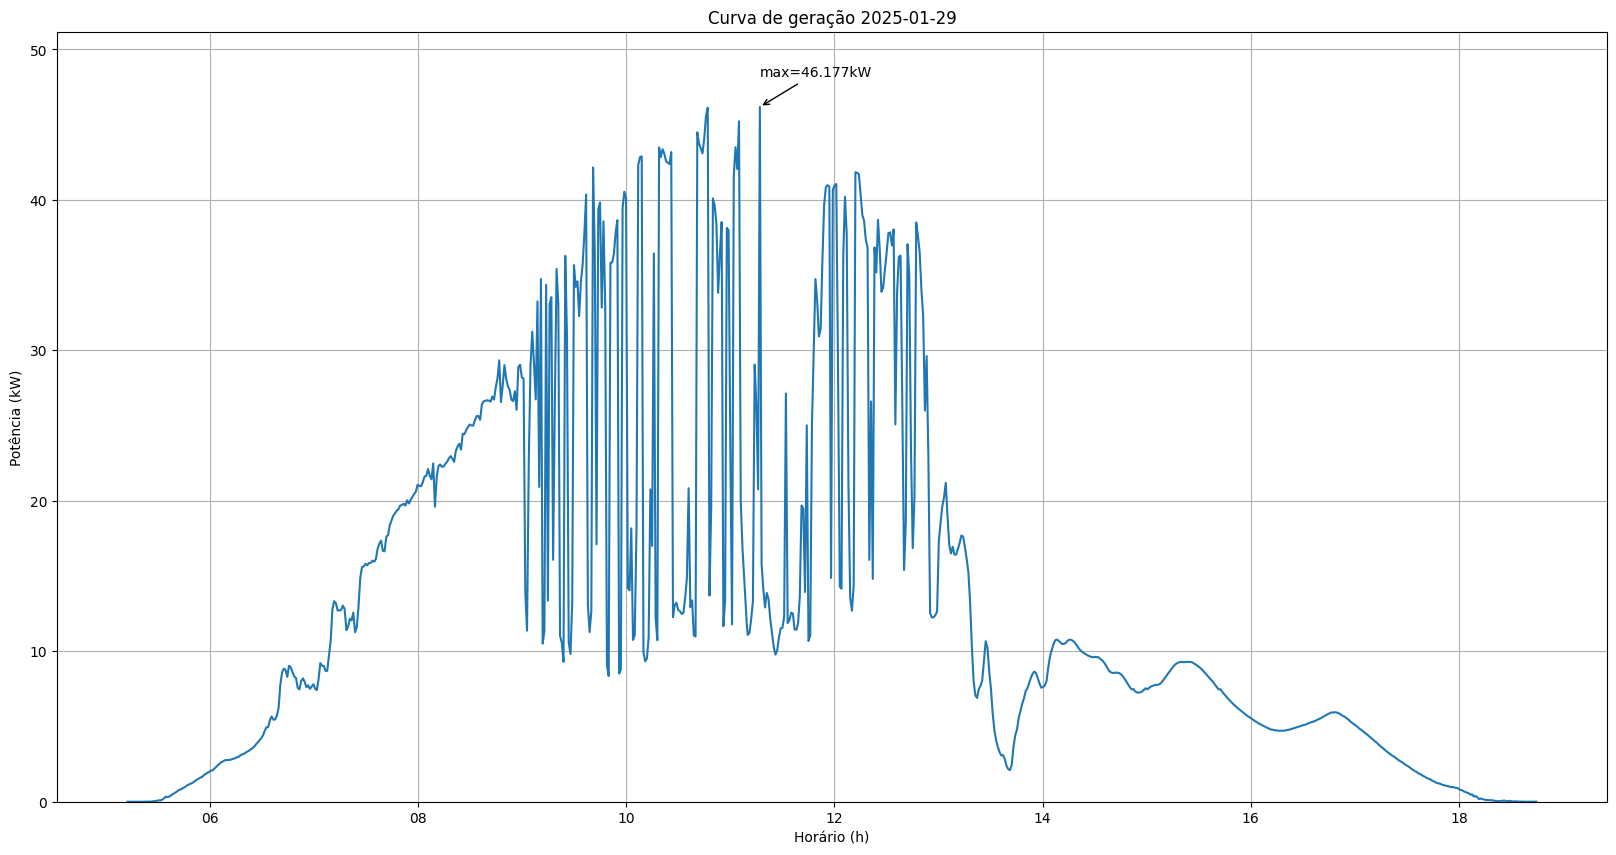 Curva de geração 2025-01-29
max=46.177kW
50
40
30
20
10
0
Potência (kW)
06 08 10 12 14 16 18
Horário (h)